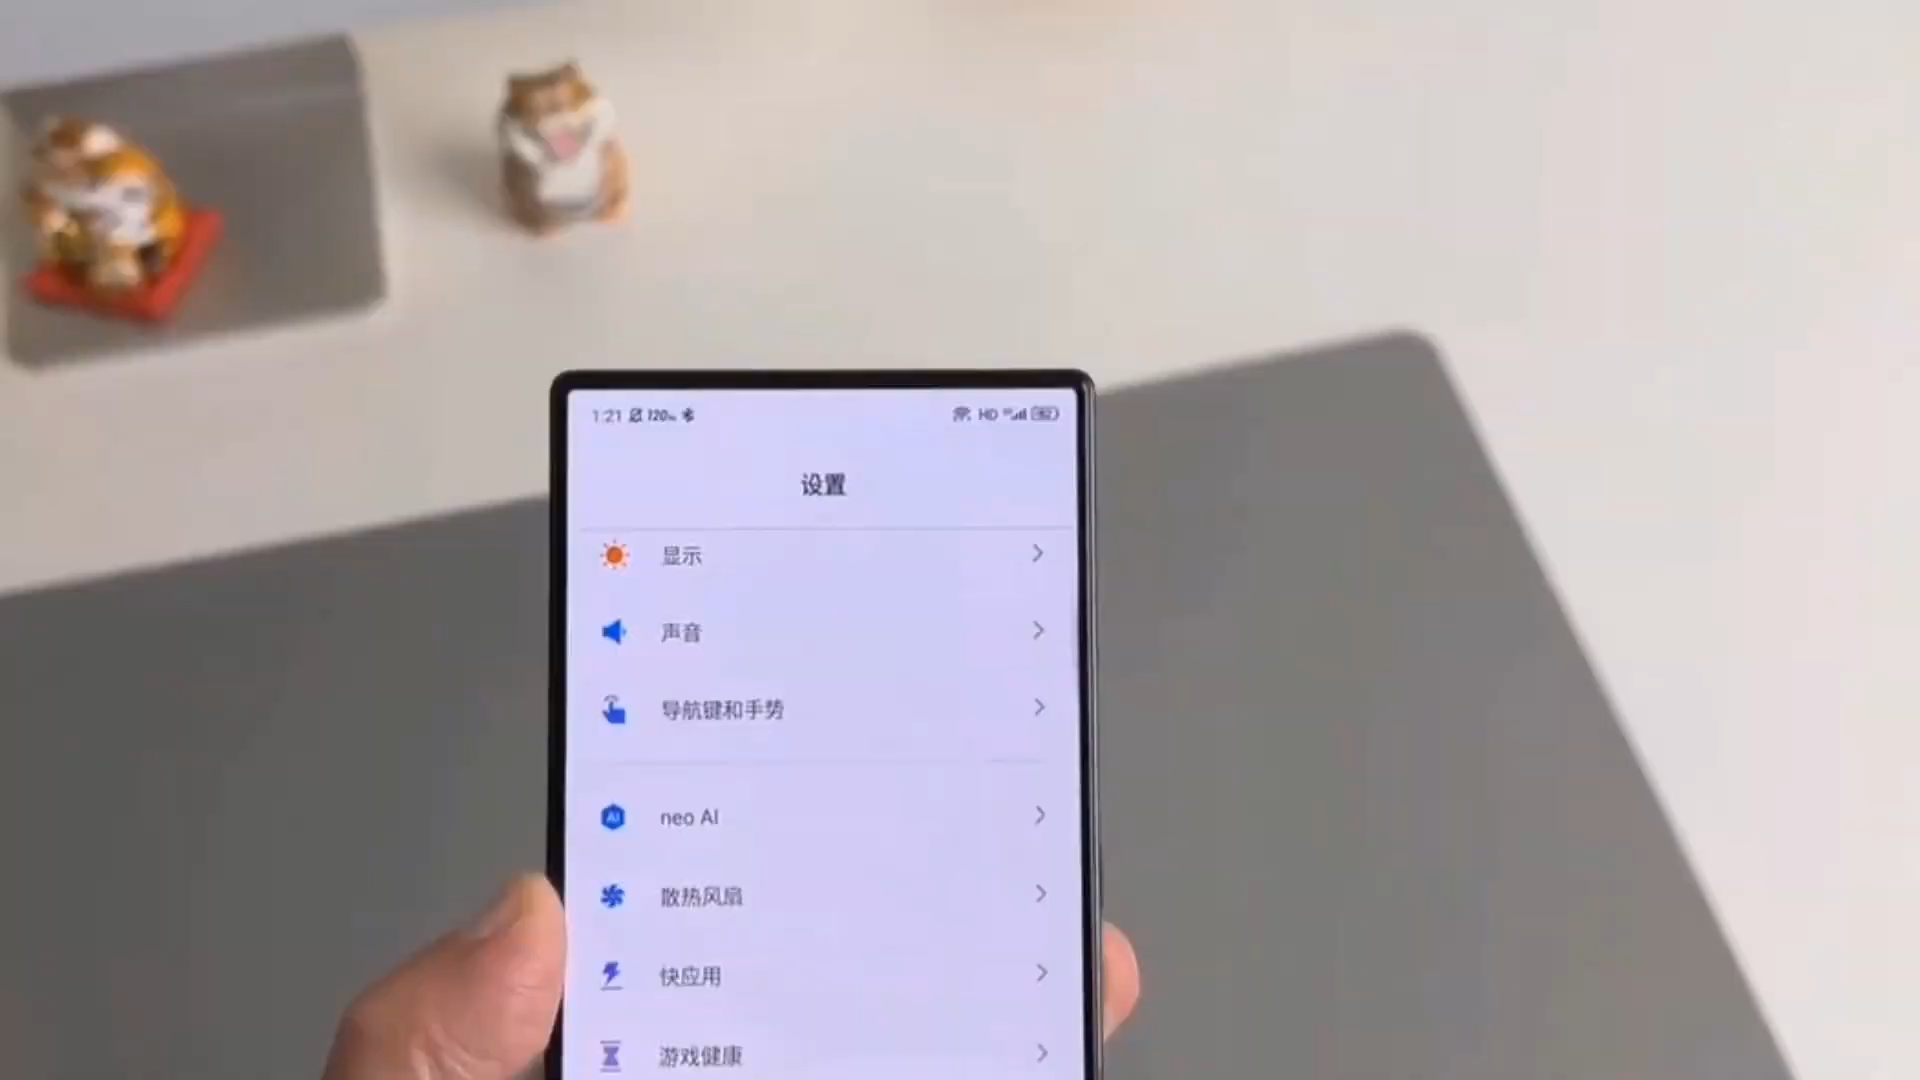 1:21 120Hz HD
设置
显示
声音
导航键和手势
neo AI
散热风扇
快应用
游戏健康